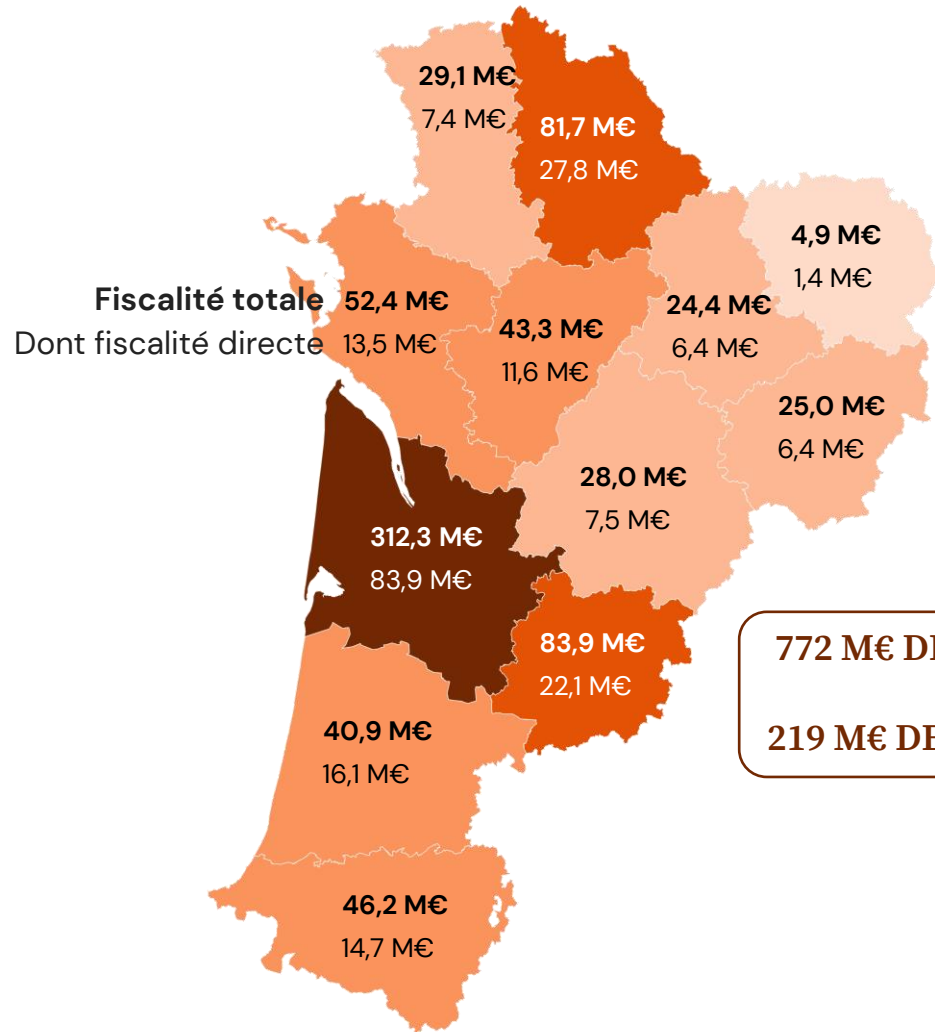 29,1 M€
7,4 M€
81,7 M€
27,8 M€
4,9 M€
1,4 M€
Fiscalité totale
Dont fiscalité directe
52,4 M€
13,5 M€
43,3 M€
11,6 M€
24,4 M€
6,4 M€
25,0 M€
6,4 M€
28,0 M€
7,5 M€
312,3 M€
83,9 M€
83,9 M€
22,1 M€
772 M€
219 M€ DE
40,9 M€
16,1 M€
46,2 M€
14,7 M€